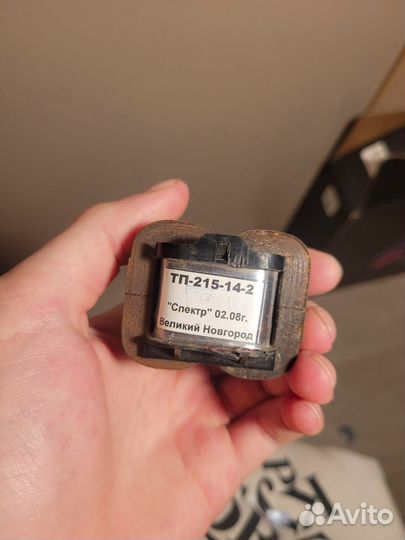 ТП-215-14-2
"Спектр" 02.08г.
Великий Новгород
Avito